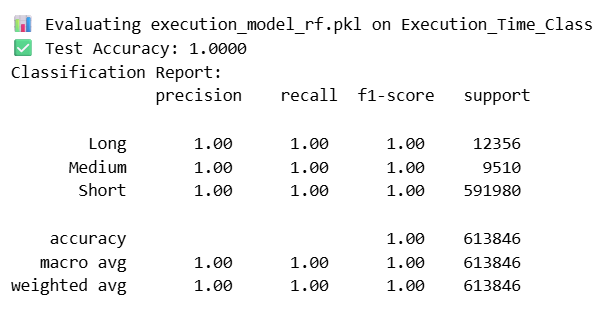 📊 Evaluating execution_model_rf.pkl on Execution_Time_Class
✅ Test Accuracy: 1.0000
Classification Report:
precision recall f1-score support
Long 1.00 1.00 1.00 12356
Medium 1.00 1.00 1.00 9510
Short 1.00 1.00 1.00 591980
accuracy 1.00 613846
macro avg 1.00 1.00 1.00 613846
weighted avg 1.00 1.00 1.00 613846